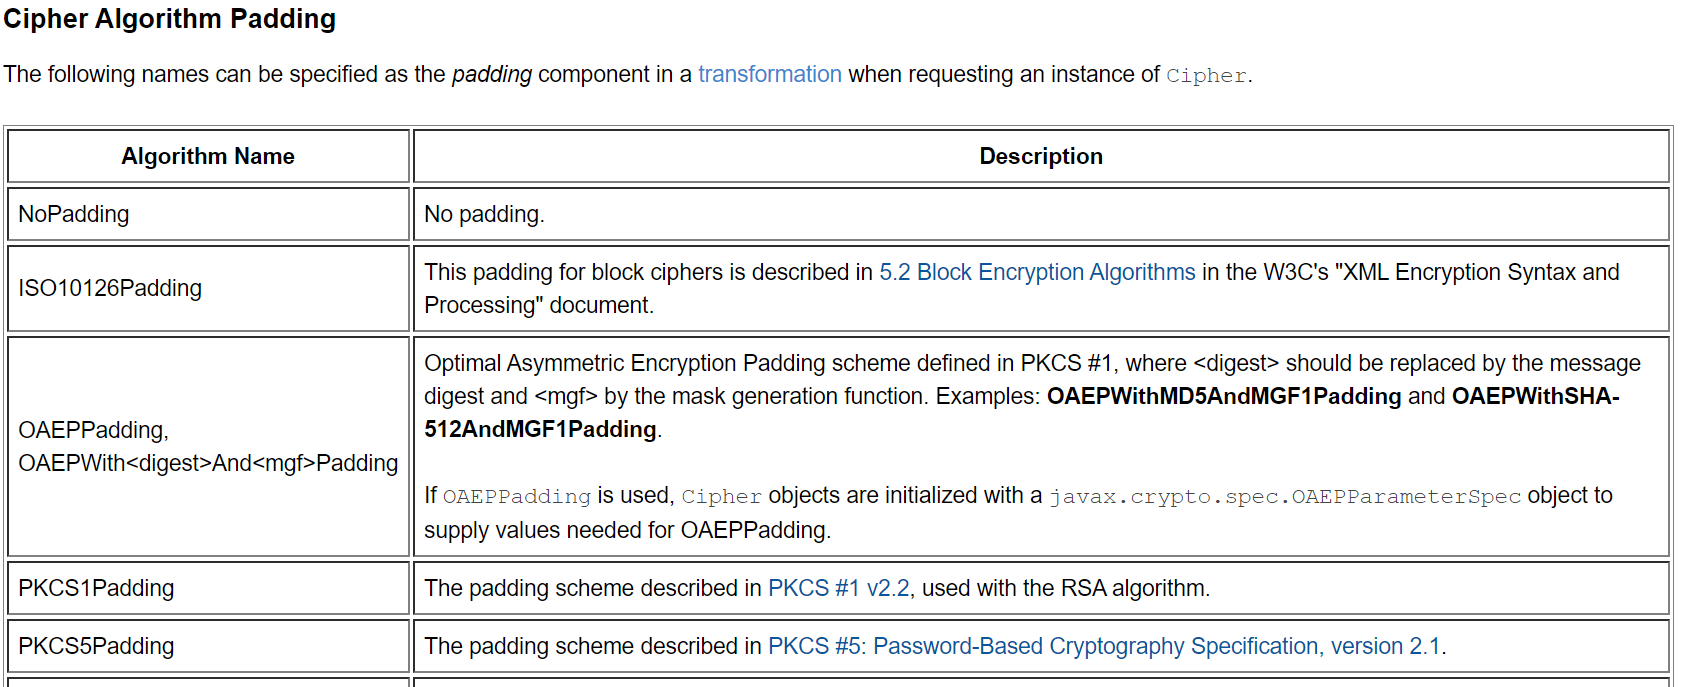 Cipher Algorithm Padding
The following names can be specified as the padding component in a transformation when requesting an instance of Cipher.
Algorithm Name
Description
NoPadding
No padding.
ISO10126Padding
This padding for block ciphers is described in 5.2 Block Encryption Algorithms in the W3C's "XML Encryption Syntax and
Processing" document.
OAEPPadding,
OAEPWith<digest>And<mgf>Padding
Optimal Asymmetric Encryption Padding scheme defined in PKCS #1, where <digest> should be replaced by the message
digest and <mgf> by the mask generation function. Examples: OAEPWithMD5AndMGF1Padding and OAEPWithSHA-
512AndMGF1Padding.
If OAEPPadding is used, Cipher objects are initialized with a javax.crypto.spec.OAEPParameterSpec object to
supply values needed for OAEPPadding.
PKCS1Padding
The padding scheme described in PKCS #1 v2.2, used with the RSA algorithm.
PKCS5Padding
The padding scheme described in PKCS #5: Password-Based Cryptography Specification, version 2.1.